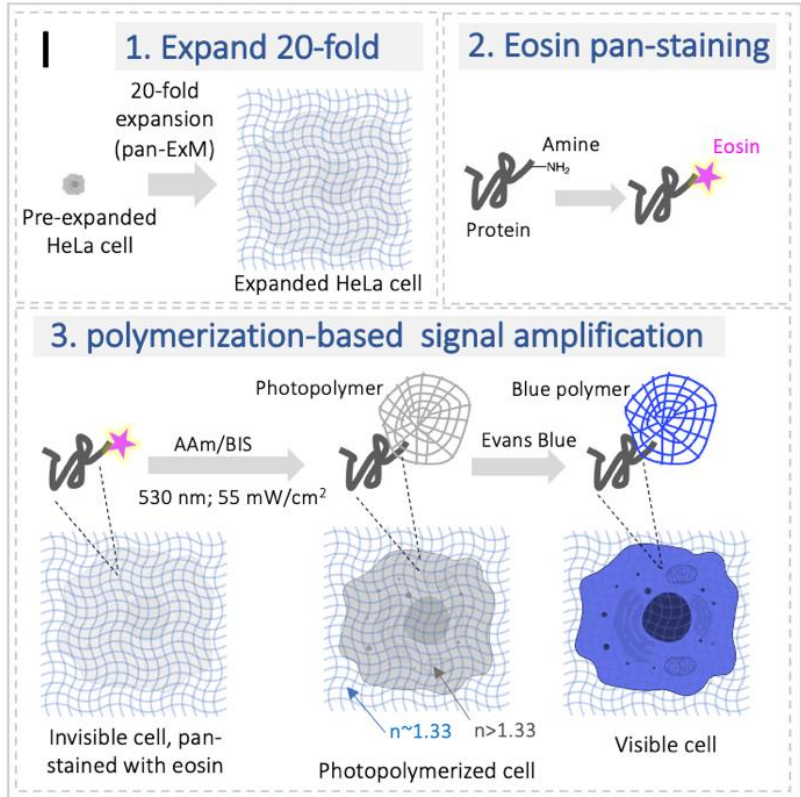 I
1. Expand 20-fold
20-fold
expansion
(pan-ExM)
Pre-expanded
HeLa cell
Expanded HeLa cell
2. Eosin pan-staining
Amine
Eosin
–NH₂
Protein
3. polymerization-based signal amplification
Photopolymer
Blue polymer
AAm/BIS
Evans Blue
530 nm; 55 mW/cm²
n~1.33
n>1.33
Invisible cell, pan-
stained with eosin
Photopolymerized cell
Visible cell